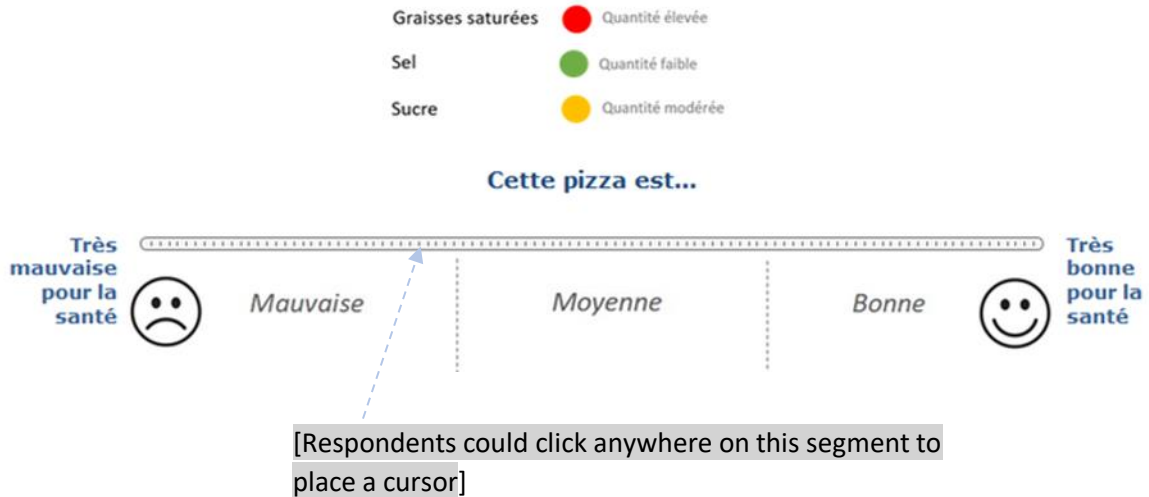 Graisses saturées Quantité élevée
Sel Quantité faible
Sucre Quantité modérée
Cette pizza est...
Très
mauvaise
pour la
santé
Mauvaise Moyenne Bonne
Très
bonne
pour la
santé
[Respondents could click anywhere on this segment to
place a cursor]